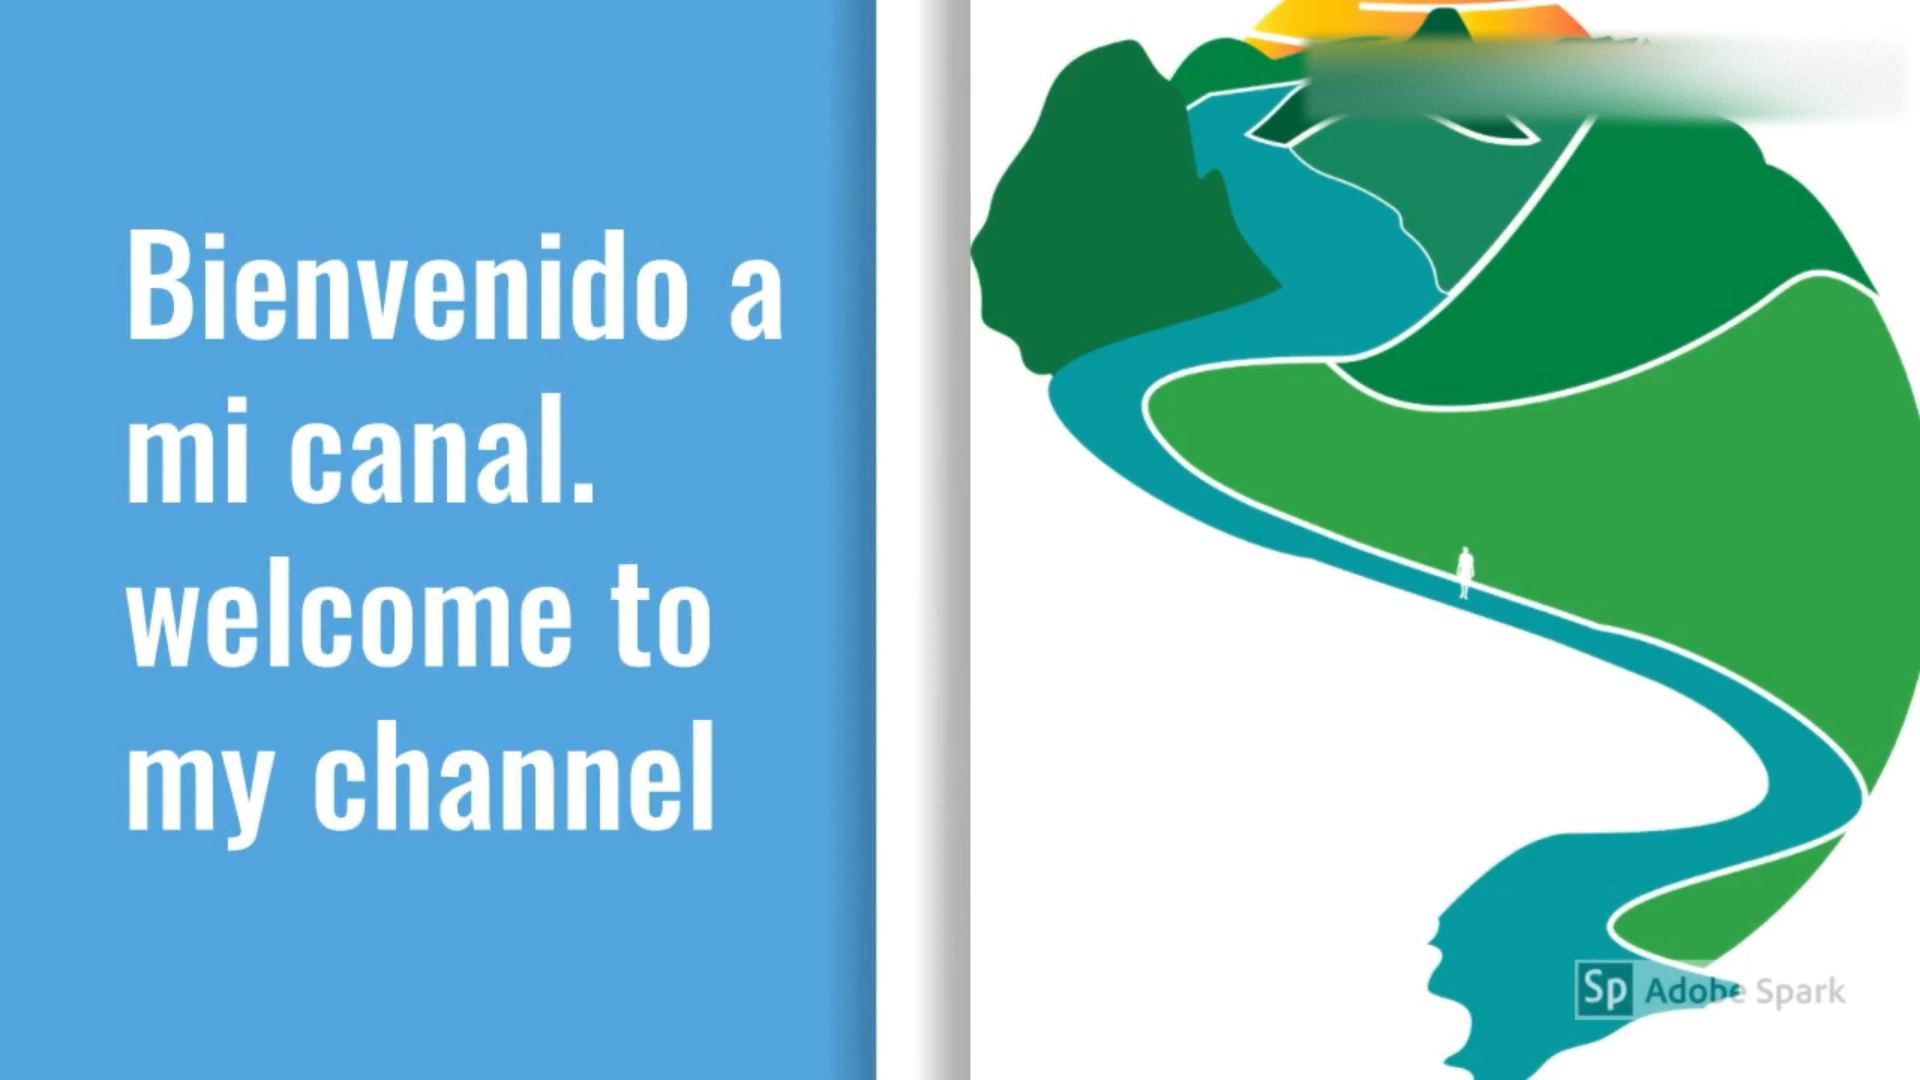 Bienvenido a
mi canal.
welcome to
my channel
Sp Adobe Spark